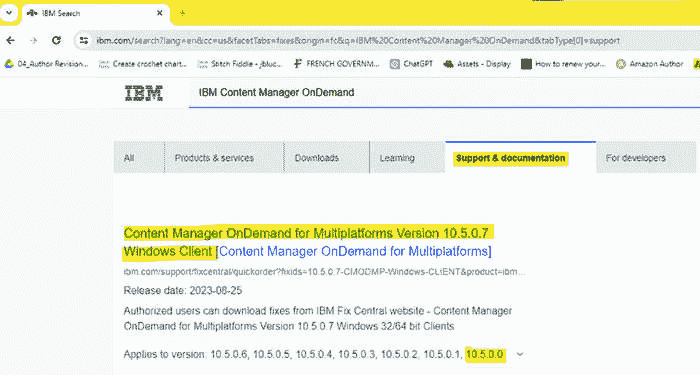 IBM Search
ibm.com/search?lang=en&cc=us&facetTabs=fixes&origin=fc&q=IBM%20Content%20Manager%20OnDemand&tabType[0]=support
04_Author Revision... Create crochet chart... Stitch Fiddle - jbluc... FRENCH GOVERNM... ChatGPT Assets - Display How to renew your... Amazon Author
IBM IBM Content Manager OnDemand
All Products & services Downloads Learning Support & documentation For developers
Content Manager OnDemand for Multiplatforms Version 10.5.0.7
Windows Client [Content Manager OnDemand for Multiplatforms]
ibm.com/support/fixcentral/quickorder?fixids=10.5.0.7-CMODMP-Windows-CLIENT&product=ibm...
Release date: 2023-08-25
Authorized users can download fixes from IBM Fix Central website - Content Manager
OnDemand for Multiplatforms Version 10.5.0.7 Windows 32/64 bit Clients
Applies to version: 10.5.0.6, 10.5.0.5, 10.5.0.4, 10.5.0.3, 10.5.0.2, 10.5.0.1, 10.5.0.0